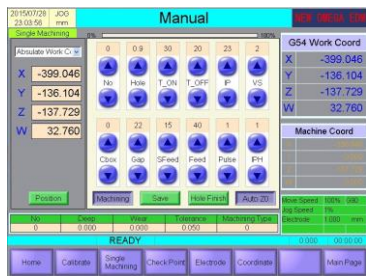 2015/07/28
23:03:56
JOG
mm
Manual
Single Machining
0%
100%
G54 Work Coord
X -399.046
Y -136.104
Z -137.729
W 32.760
X -399.046
Y -136.104
Z -137.729
W 32.760
Position
0 0.9 30 20 23 2
No Hole T_ON T_OFF IP VS
0 22 15 40 1 1
Cbox Gap SFeed Feed Pulse IPH
Machining Save Hole Finish Auto Z0
Machine Coord
Move Speed 100% G90
Jog Speed 1%
Electrode 1.000 mm
No Deep Wear Tolerance Machining Type
0 0.000 0.000 0.050 0
READY
0.000 00:00:00
Home Calibrate Single Machining Check Point Electrode Coordinate Manual Page